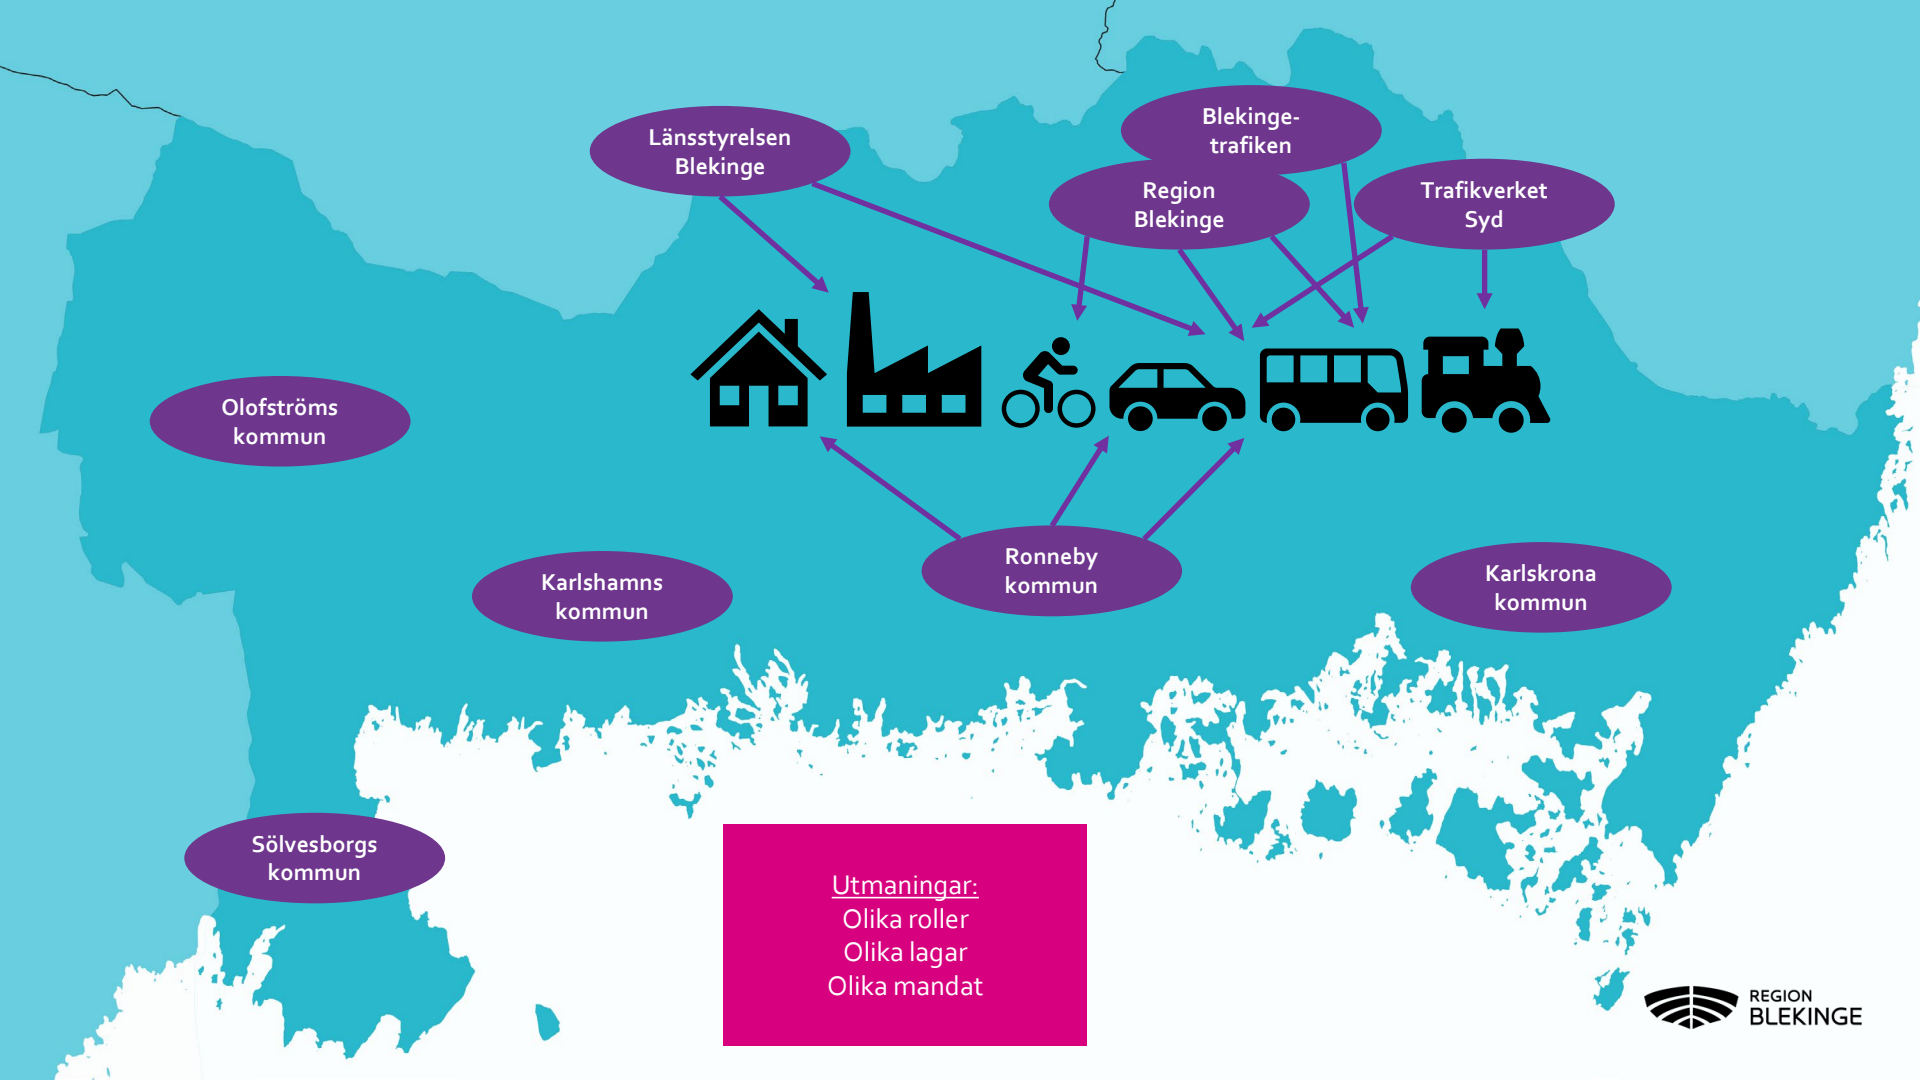 Blekinge-
trafiken
Länsstyrelsen
Blekinge
Region
Blekinge
Trafikverket
Syd
Olofströms
kommun
Karlshamns
kommun
Ronneby
kommun
Karlskrona
kommun
Sölvesborgs
kommun
Utmaningar:
Olika roller
Olika lagar
Olika mandat
REGION
BLEKINGE